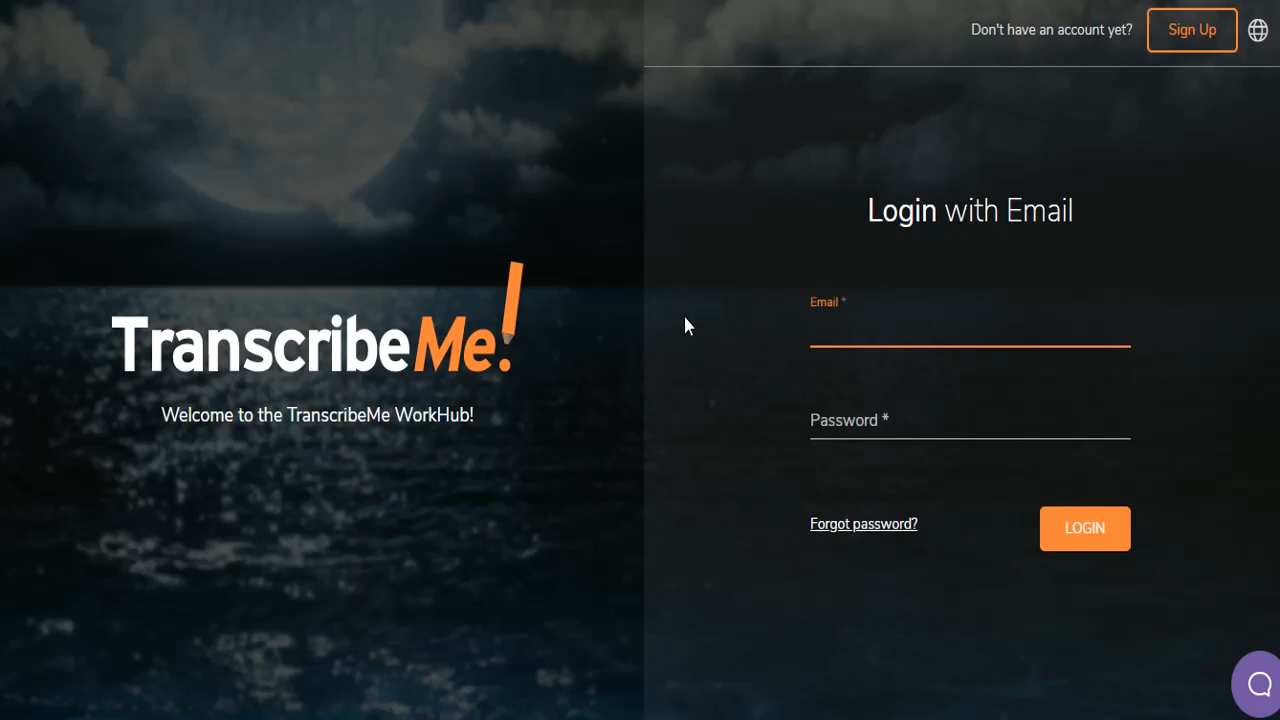 Don't have an account yet?
Sign Up
Login with Email
Email *
TranscribeMe!
Welcome to the TranscribeMe WorkHub!
Password *
Forgot password?
LOGIN